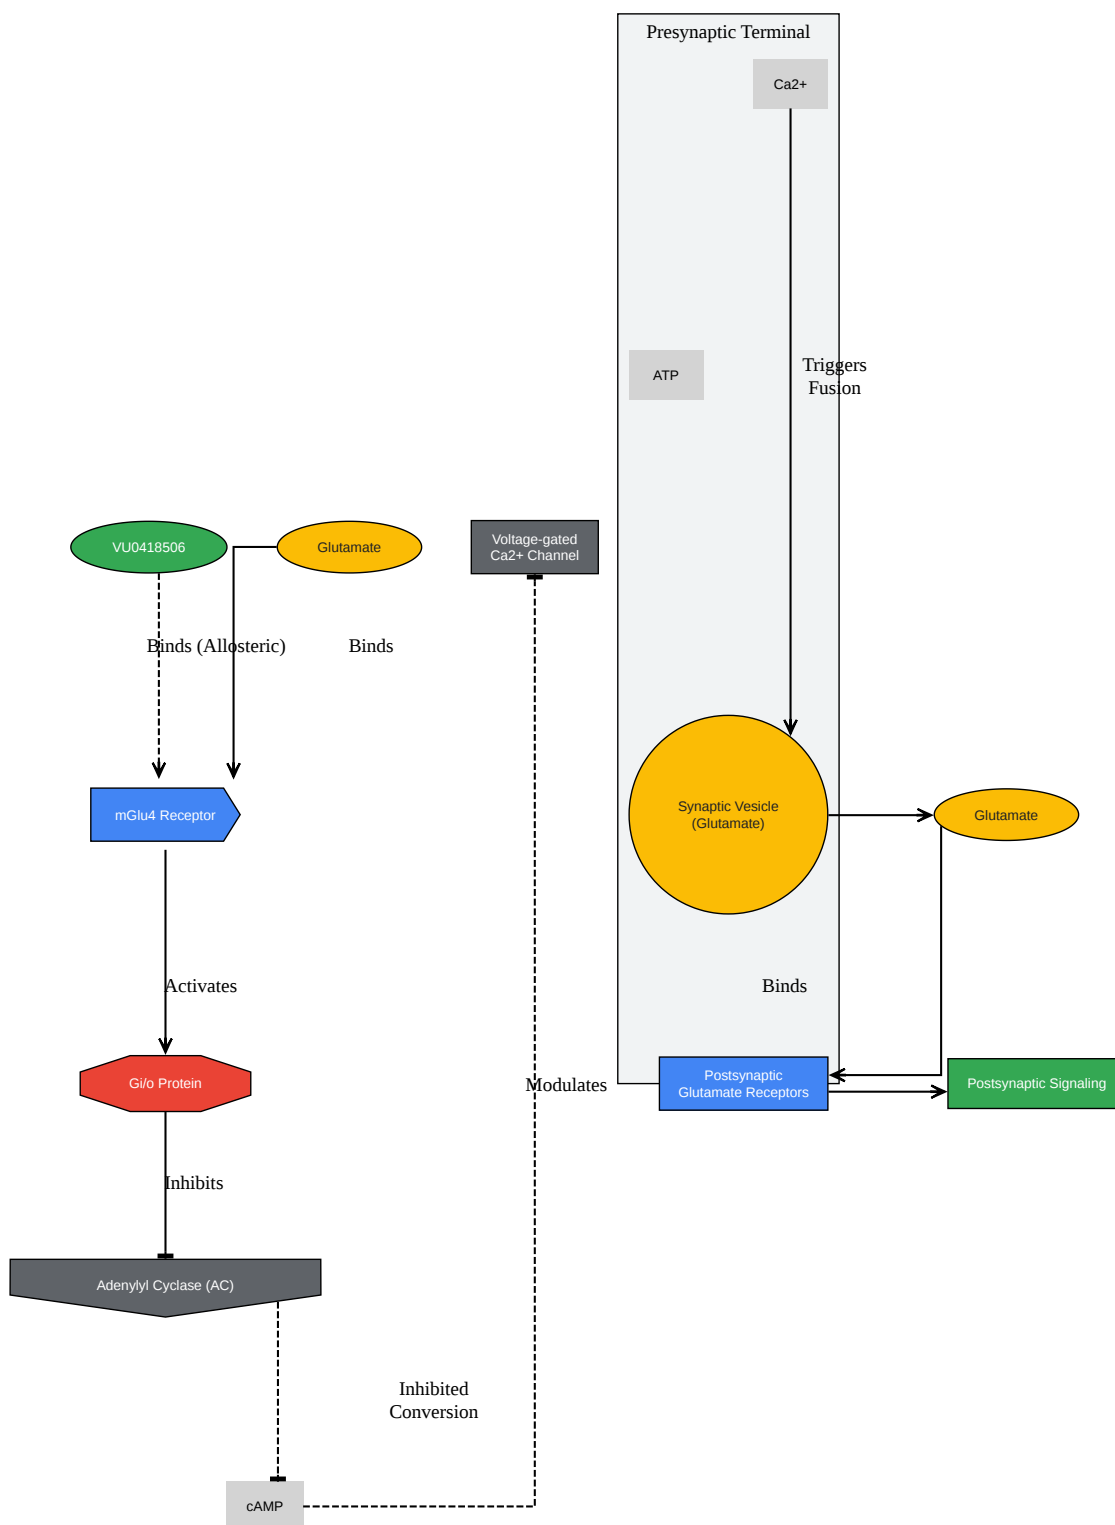 Presynaptic Terminal
Ca2+
Triggers
Fusion
ATP
VU0418506
Glutamate
Voltage-gated
Ca2+ Channel
Binds (Allosteric)
Binds
mGlu4 Receptor
Synaptic Vesicle
(Glutamate)
Glutamate
Activates
Binds
Gi/o Protein
Modulates
Postsynaptic
Glutamate Receptors
Postsynaptic Signaling
Inhibits
Adenylyl Cyclase (AC)
Inhibited
Conversion
cAMP